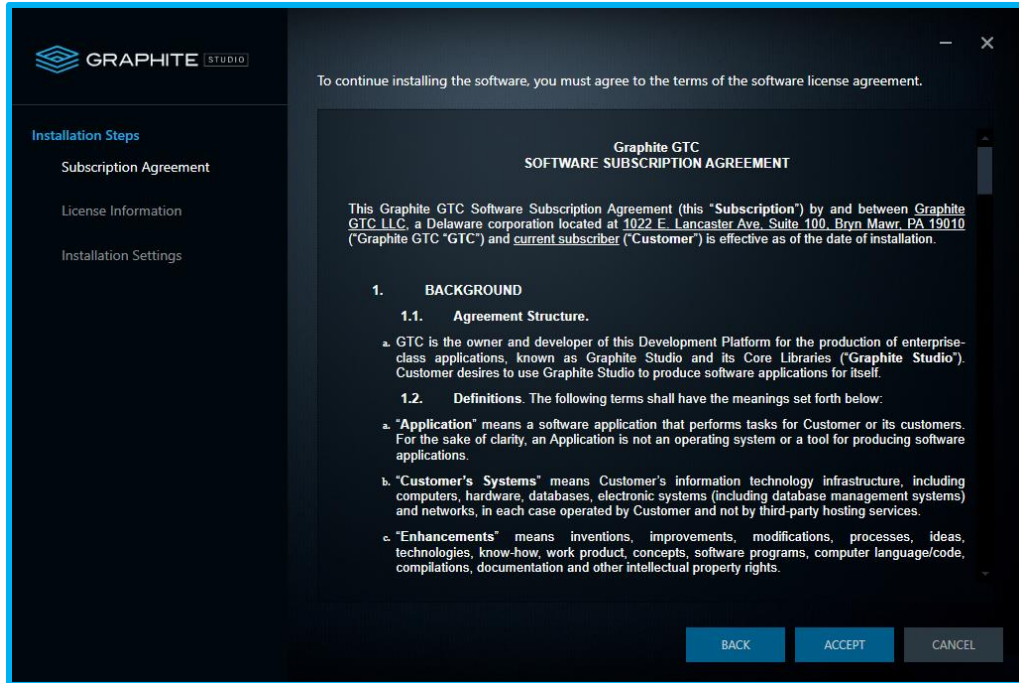 GRAPHITE STUDIO
To continue installing the software, you must agree to the terms of the software license agreement.
Installation Steps
Subscription Agreement
License Information
Installation Settings
Graphite GTC
SOFTWARE SUBSCRIPTION AGREEMENT
This Graphite GTC Software Subscription Agreement (this "Subscription") by and between Graphite
GTC LLC, a Delaware corporation located at 1022 E. Lancaster Ave, Suite 100, Bryn Mawr, PA 19010
("Graphite GTC "GTC") and current subscriber ("Customer") is effective as of the date of installation.
1. BACKGROUND
1.1. Agreement Structure.
a. GTC is the owner and developer of this Development Platform for the production of enterprise-
class applications, known as Graphite Studio and its Core Libraries ("Graphite Studio").
Customer desires to use Graphite Studio to produce software applications for itself.
1.2. Definitions. The following terms shall have the meanings set forth below:
a. "Application" means a software application that performs tasks for Customer or its customers.
For the sake of clarity, an Application is not an operating system or a tool for producing software
applications.
b. "Customer's Systems" means Customer's information technology infrastructure, including
computers, hardware, databases, electronic systems (including database management systems)
and networks, in each case operated by Customer and not by third-party hosting services.
c. "Enhancements" means inventions, improvements, modifications, processes, ideas,
technologies, know-how, work product, concepts, software programs, computer language/code,
compilations, documentation and other intellectual property rights.
BACK
ACCEPT
CANCEL